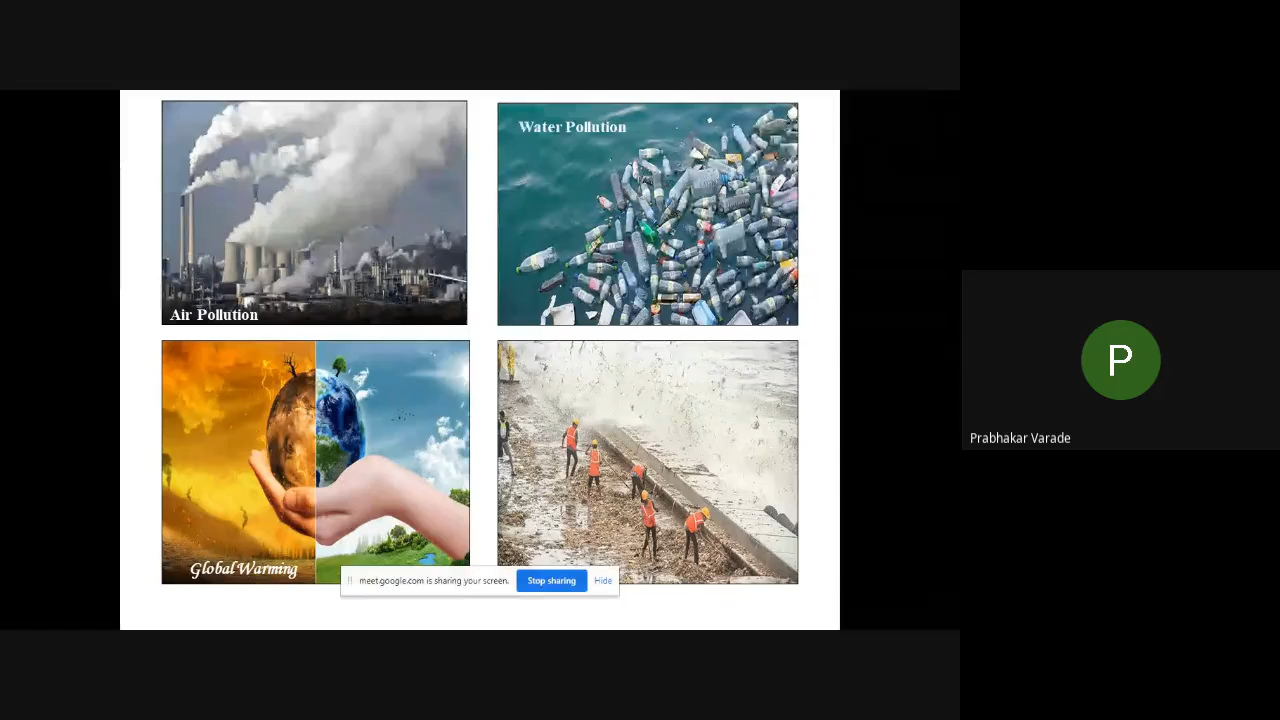 Water Pollution
Air Pollution
Global Warming
meet.google.com is sharing your screen.
Stop sharing
Hide
P
Prabhakar Varade